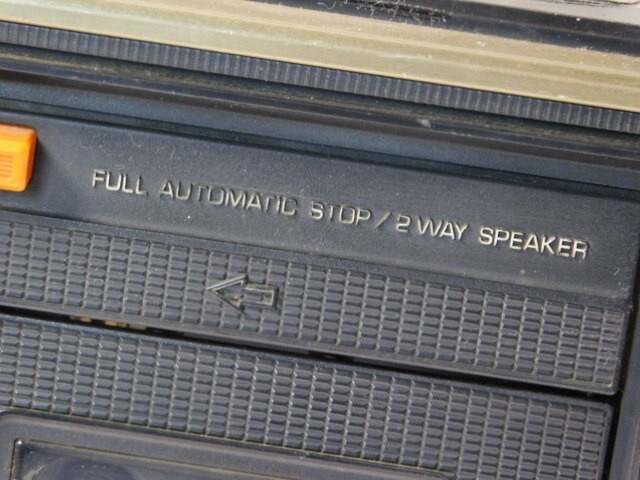 FULL AUTOMATIC STOP / 2 WAY SPEAKER